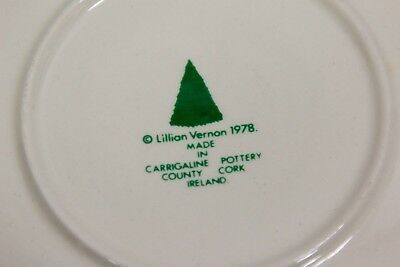 © Lillian Vernon 1978.
MADE
IN
CARRIGALINE POTTERY
COUNTY CORK
IRELAND.